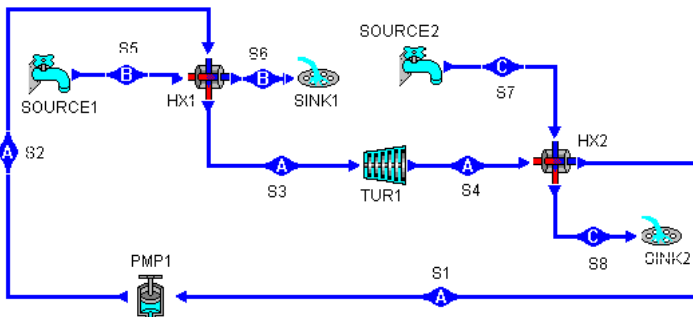 S5
S6
SOURCE2
B
B
C
SOURCE1
HX1
SINK1
S7
A
S2
HX2
A
A
S3
TUR1
S4
C
PMP1
S1
S8
SINK2
A